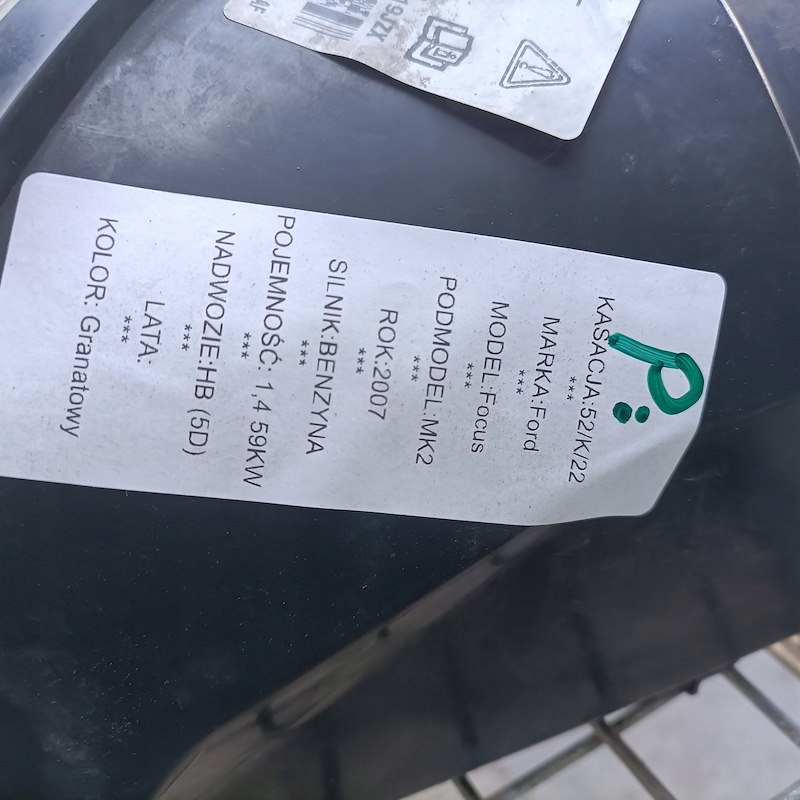 KASACJA:52/K/22
***
MARKA:Ford
***
MODEL:Focus
***
PODMODEL:MK2
***
ROK:2007
***
SILNIK:BENZYNA
***
POJEMNOŚĆ: 1,4 59KW
***
NADWOZIE:HB (5D)
***
LATA:
***
KOLOR: Granatowy
P: